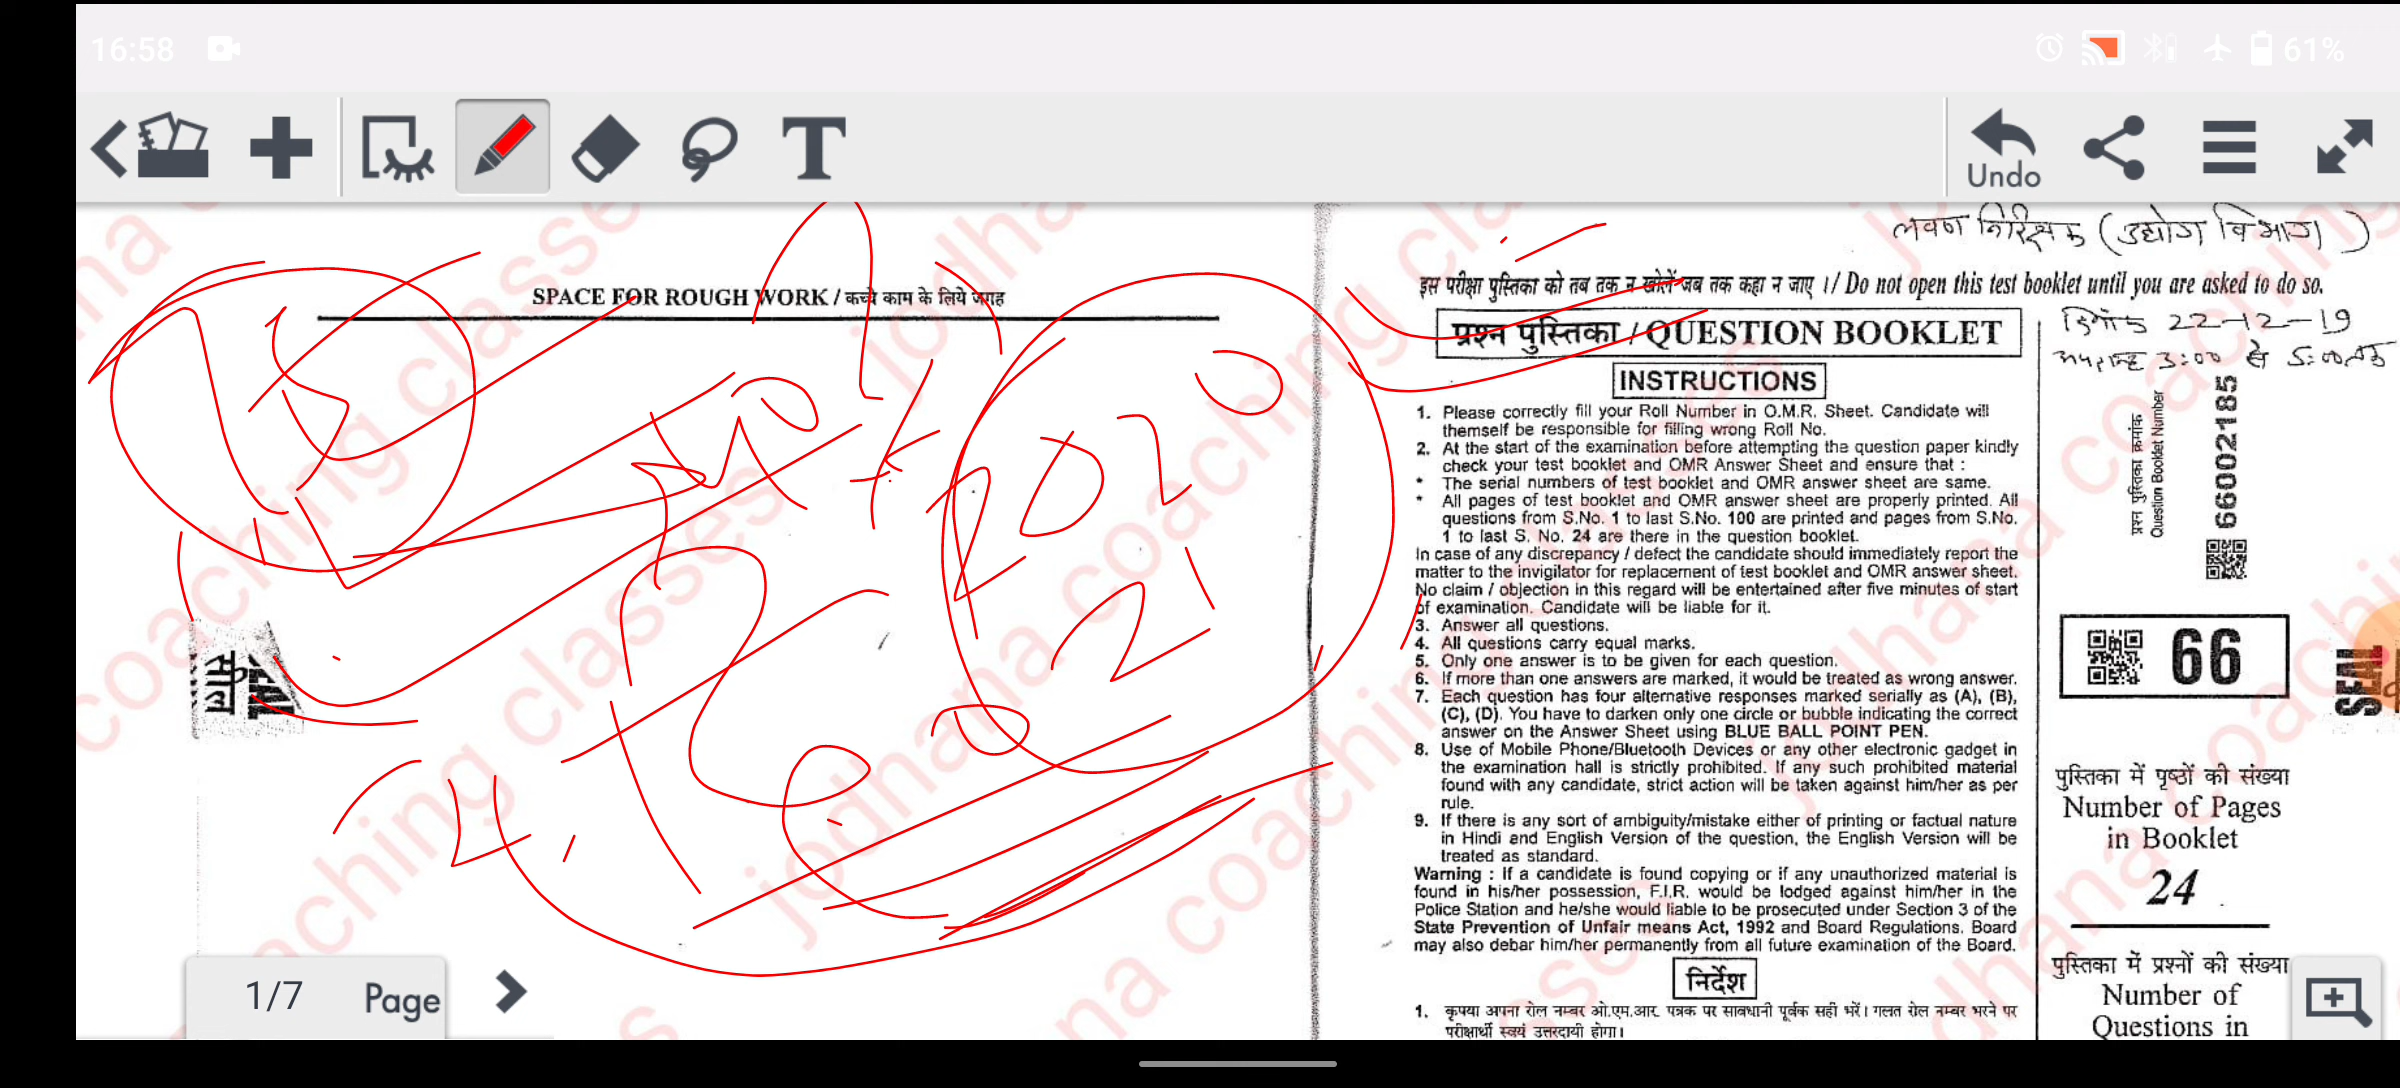 16:58
61%
Undo
SPACE FOR ROUGH WORK / कच्चे काम के लिये जगह
लवण निरिक्षक (उद्योग विभाग)
इस परीक्षा पुस्तिका को तब तक न खोलें जब तक कहा न जाए।/ Do not open this test booklet until you are asked to do so.
प्रश्न पुस्तिका / QUESTION BOOKLET
दिनांक 22-12-19
3:00 से 5:00 तक
INSTRUCTIONS
1. Please correctly fill your Roll Number in O.M.R. Sheet. Candidate will
themself be responsible for filling wrong Roll No.
2. At the start of the examination before attempting the question paper kindly
check your test booklet and OMR Answer Sheet and ensure that :
* The serial numbers of test booklet and OMR answer sheet are same.
* All pages of test booklet and OMR answer sheet are properly printed. All
questions from S.No. 1 to last S.No. 100 are printed and pages from S.No.
1 to last S. No. 24 are there in the question booklet.
In case of any discrepancy / defect the candidate should immediately report the
matter to the invigilator for replacement of test booklet and OMR answer sheet.
No claim / objection in this regard will be entertained after five minutes of start
of examination. Candidate will be liable for it.
3. Answer all questions.
4. All questions carry equal marks.
5. Only one answer is to be given for each question.
6. If more than one answers are marked, it would be treated as wrong answer.
7. Each question has four alternative responses marked serially as (A), (B),
(C), (D). You have to darken only one circle or bubble indicating the correct
answer on the Answer Sheet using BLUE BALL POINT PEN.
8. Use of Mobile Phone/Bluetooth Devices or any other electronic gadget in
the examination hall is strictly prohibited. If any such prohibited material
found with any candidate, strict action will be taken against him/her as per
rule.
9. If there is any sort of ambiguity/mistake either of printing or factual nature
in Hindi and English Version of the question, the English Version will be
treated as standard.
Warning : If a candidate is found copying or if any unauthorized material is
found in his/her possession, F.I.R. would be lodged against him/her in the
Police Station and he/she would liable to be prosecuted under Section 3 of the
State Prevention of Unfair means Act, 1992 and Board Regulations. Board
may also debar him/her permanently from all future examination of the Board.
निर्देश
1. कृपया अपना रोल नम्बर ओ.एम.आर. पत्रक पर सावधानी पूर्वक सही भरें। गलत रोल नम्बर भरने पर
परीक्षार्थी स्वयं उत्तरदायी होगा।
प्रश्न पुस्तिका क्रमांक
Question Booklet Number
66002185
66
SEAL
पुस्तिका में पृष्ठों की संख्या
Number of Pages
in Booklet
24
पुस्तिका में प्रश्नों की संख्या
Number of
Questions in
1/7 Page
jodhana coaching classes